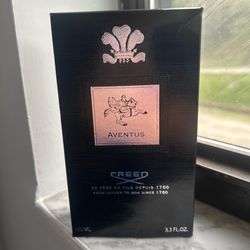 AVENTUS
CREED
DE PÈRE EN FILS DEPUIS 1760
FROM FATHER TO SON SINCE 1760
3.3 FL.OZ.